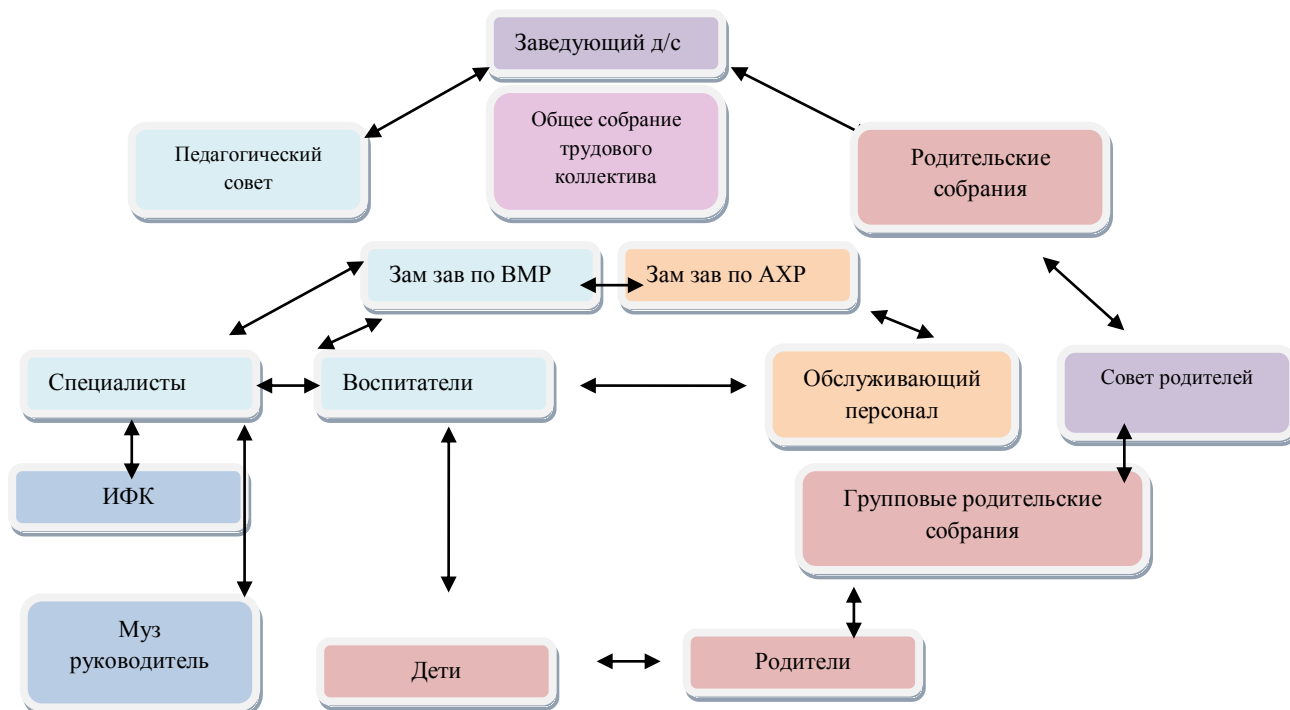 Заведующий д/с
Общее собрание
трудового
коллектива
Педагогический
совет
Родительские
собрания
Зам зав по ВМР
Зам зав по АХР
Специалисты
Воспитатели
Обслуживающий
персонал
Совет родителей
ИФК
Групповые родительские
собрания
Муз
руководитель
Дети
Родители